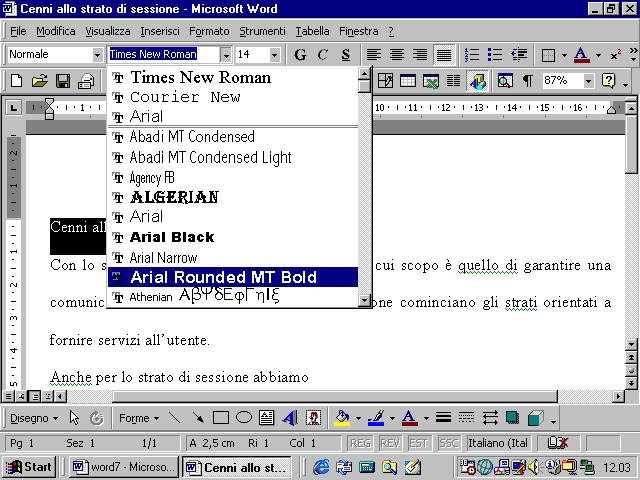 Cenni allo strato di sessione - Microsoft Word
File Modifica Visualizza Inserisci Formato Strumenti Tabella Finestra ?
Normale Times New Roman 14 G C S
87%
Times New Roman
Courier New
Arial
Abadi MT Condensed
Abadi MT Condensed Light
Agency FB
ALGERIAN
Arial
Arial Black
Arial Narrow
Arial Rounded MT Bold
Athenian ΑβΨδΕφΓηΙξ
Cenni all
Con lo s cui scopo è quello di garantire una
comunic one cominciano gli strati orientati a
fornire servizi all'utente.
Anche per lo strato di sessione abbiamo
Disegno Forme
Pg 1 Sez 1 1/1 A 2,5 cm Ri 1 Col 1 REG REV EST SSC Italiano (Ital
Start word7 - Microso... Cenni allo st... 12.03